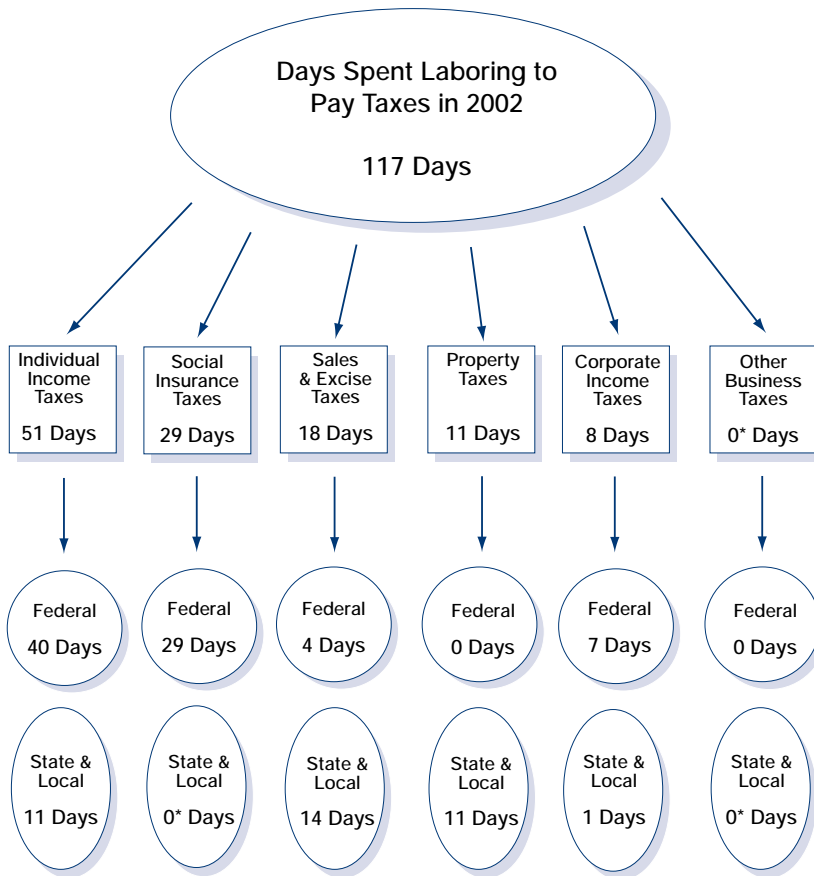 Days Spent Laboring to
Pay Taxes in 2002
117 Days
Individual
Income
Taxes
51 Days
Social
Insurance
Taxes
29 Days
Sales
& Excise
Taxes
18 Days
Property
Taxes
11 Days
Corporate
Income
Taxes
8 Days
Other
Business
Taxes
0* Days
Federal
40 Days
Federal
29 Days
Federal
4 Days
Federal
0 Days
Federal
7 Days
Federal
0 Days
State &
Local
11 Days
State &
Local
0* Days
State &
Local
14 Days
State &
Local
11 Days
State &
Local
1 Days
State &
Local
0* Days